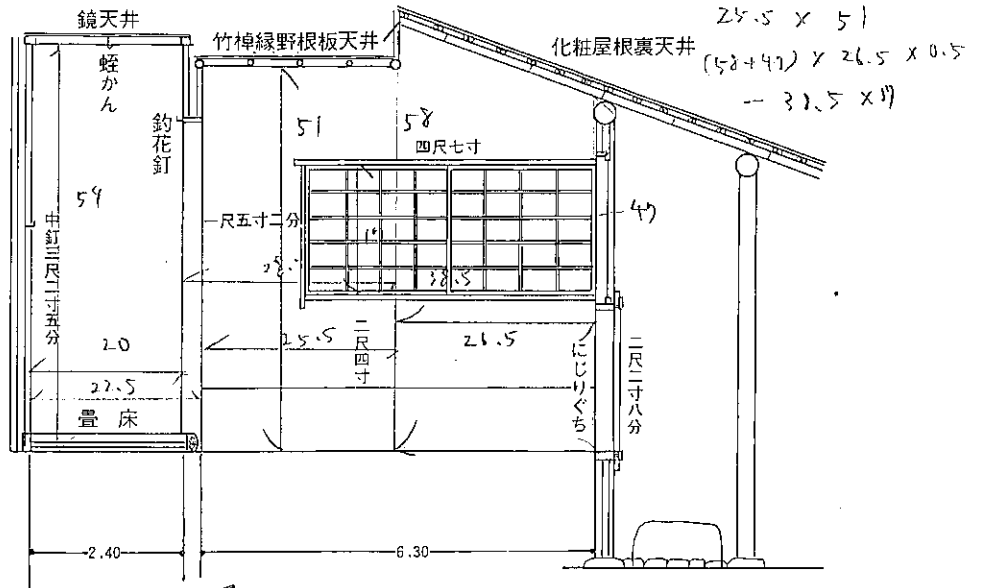 鏡天井
竹棹縁野根板天井
化粧屋根裏天井
25.5 × 51
(58+47) × 26.5 × 0.5
蛭かん
釣花釘
51
58
四尺七寸
47
54
中釘三尺二寸五分
一尺五寸二分
38.5
20
22.5
25.5
26.5
二尺四寸
にじりぐち
二尺二寸八分
畳床
2.40
6.30